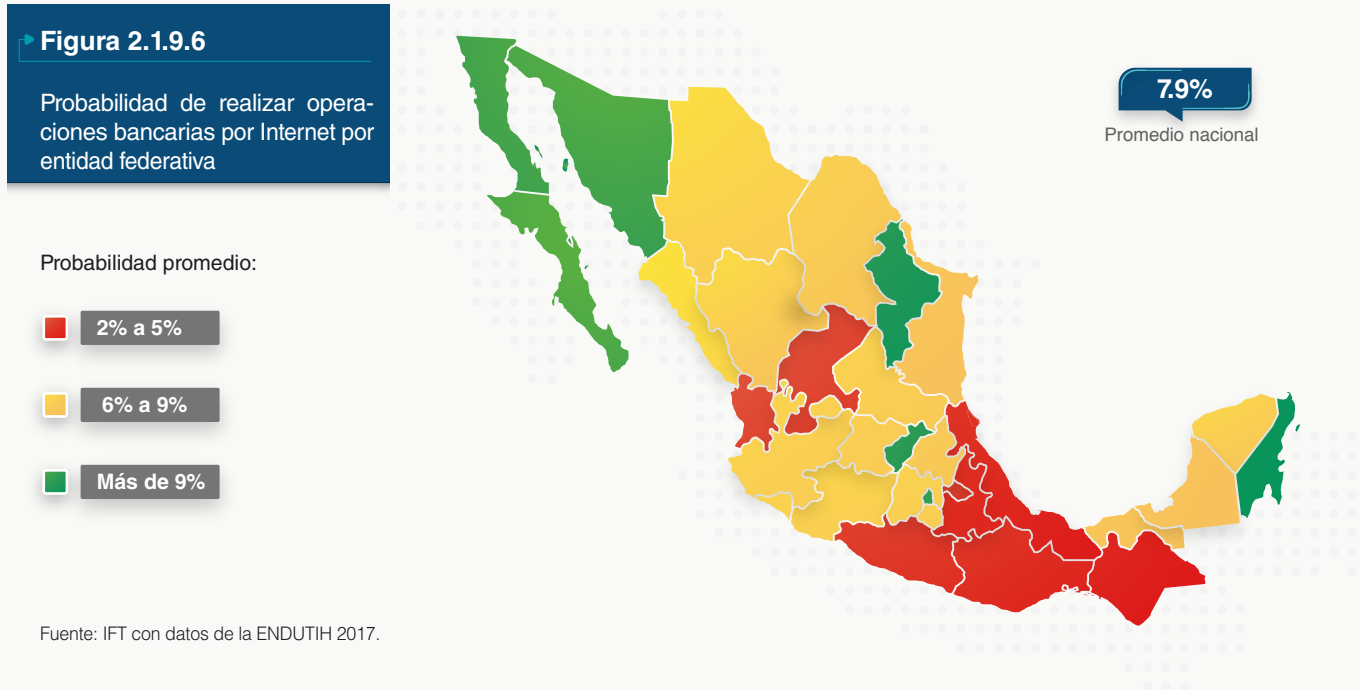 Figura 2.1.9.6
Probabilidad de realizar opera-
ciones bancarias por Internet por
entidad federativa
7.9%
Promedio nacional
Probabilidad promedio:
2% a 5%
6% a 9%
Más de 9%
Fuente: IFT con datos de la ENDUTIH 2017.